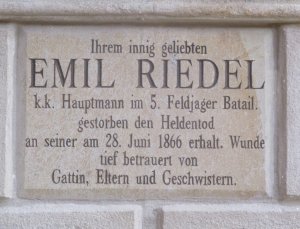 Ihrem innig geliebten
EMIL RIEDEL
k.k. Hauptmann im 5. Feldjager Batail.
gestorben den Heldentod
an seiner am 28. Juni 1866 erhalt. Wunde
tief betrauert von
Gattin, Eltern und Geschwistern.